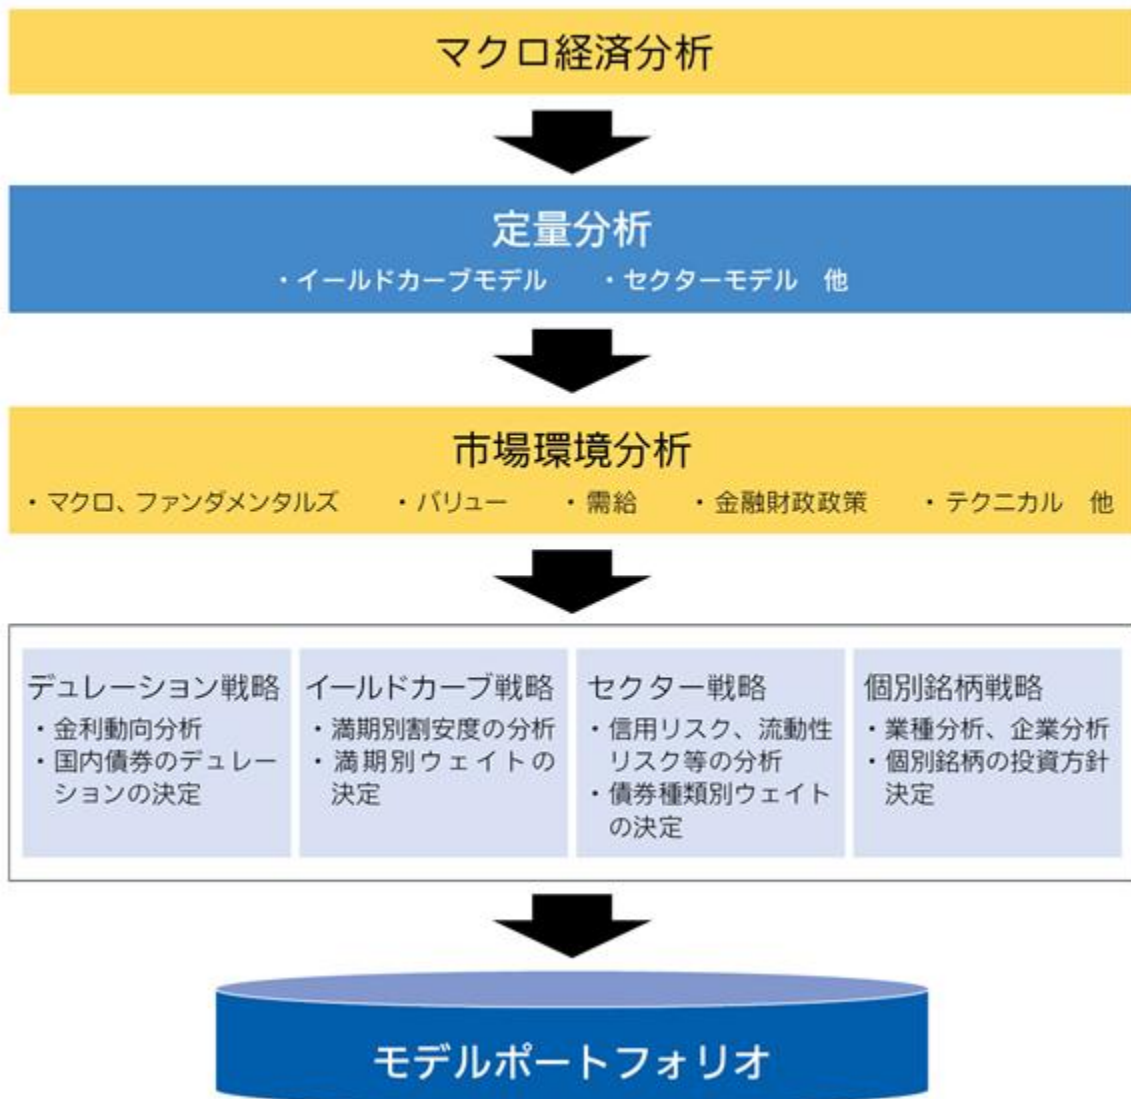 マクロ経済分析
定量分析
・イールドカーブモデル ・セクターモデル 他
市場環境分析
・マクロ、ファンダメンタルズ ・バリュー ・需給 ・金融財政政策 ・テクニカル 他
デュレーション戦略
・金利動向分析
・国内債券のデュレー
ションの決定
イールドカーブ戦略
・満期別割安度の分析
・満期別ウェイトの
決定
セクター戦略
・信用リスク、流動性
リスク等の分析
・債券種類別ウェイト
の決定
個別銘柄戦略
・業種分析、企業分析
・個別銘柄の投資方針
決定
モデルポートフォリオ